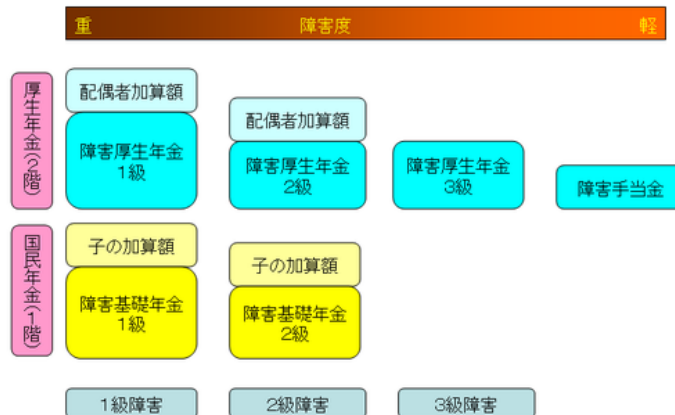 重 障害度 軽
厚生年金(2階)
配偶者加算額
障害厚生年金
1級
配偶者加算額
障害厚生年金
2級
障害厚生年金
3級
障害手当金
国民年金(1階)
子の加算額
障害基礎年金
1級
子の加算額
障害基礎年金
2級
1級障害
2級障害
3級障害